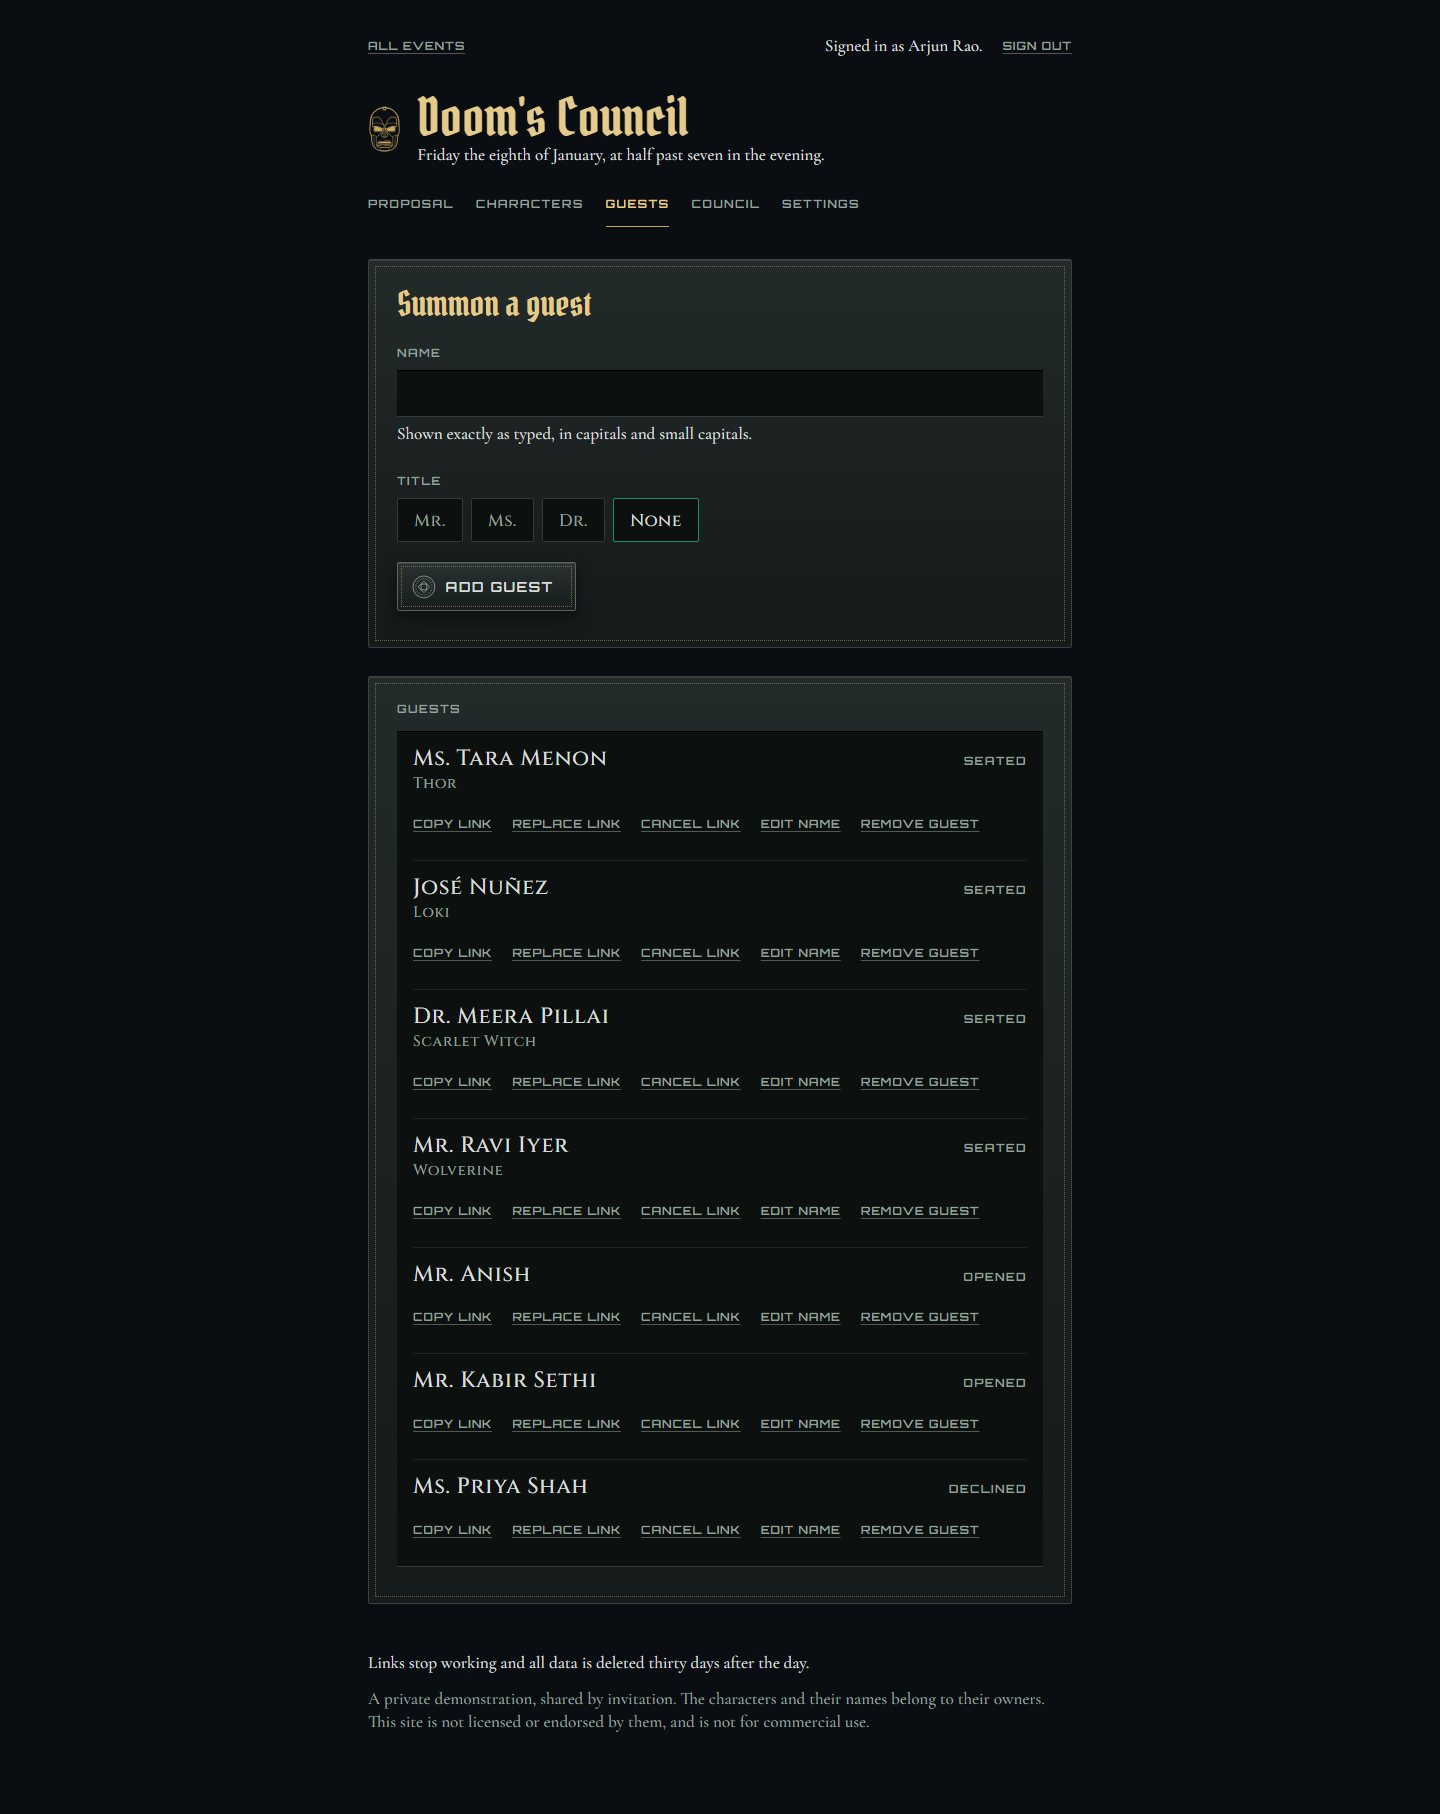 ALL EVENTS
Signed in as Arjun Rao. SIGN OUT
Doom's Council
Friday the eighth of January, at half past seven in the evening.
PROPOSAL CHARACTERS GUESTS COUNCIL SETTINGS
Summon a guest
NAME
Shown exactly as typed, in capitals and small capitals.
TITLE
Mr. Ms. Dr. None
ADD GUEST
GUESTS
Ms. Tara Menon SEATED
Thor
COPY LINK REPLACE LINK CANCEL LINK EDIT NAME REMOVE GUEST
José Nuñez SEATED
Loki
COPY LINK REPLACE LINK CANCEL LINK EDIT NAME REMOVE GUEST
Dr. Meera Pillai SEATED
Scarlet Witch
COPY LINK REPLACE LINK CANCEL LINK EDIT NAME REMOVE GUEST
Mr. Ravi Iyer SEATED
Wolverine
COPY LINK REPLACE LINK CANCEL LINK EDIT NAME REMOVE GUEST
Mr. Anish OPENED
COPY LINK REPLACE LINK CANCEL LINK EDIT NAME REMOVE GUEST
Mr. Kabir Sethi OPENED
COPY LINK REPLACE LINK CANCEL LINK EDIT NAME REMOVE GUEST
Ms. Priya Shah DECLINED
COPY LINK REPLACE LINK CANCEL LINK EDIT NAME REMOVE GUEST
Links stop working and all data is deleted thirty days after the day.
A private demonstration, shared by invitation. The characters and their names belong to their owners.
This site is not licensed or endorsed by them, and is not for commercial use.